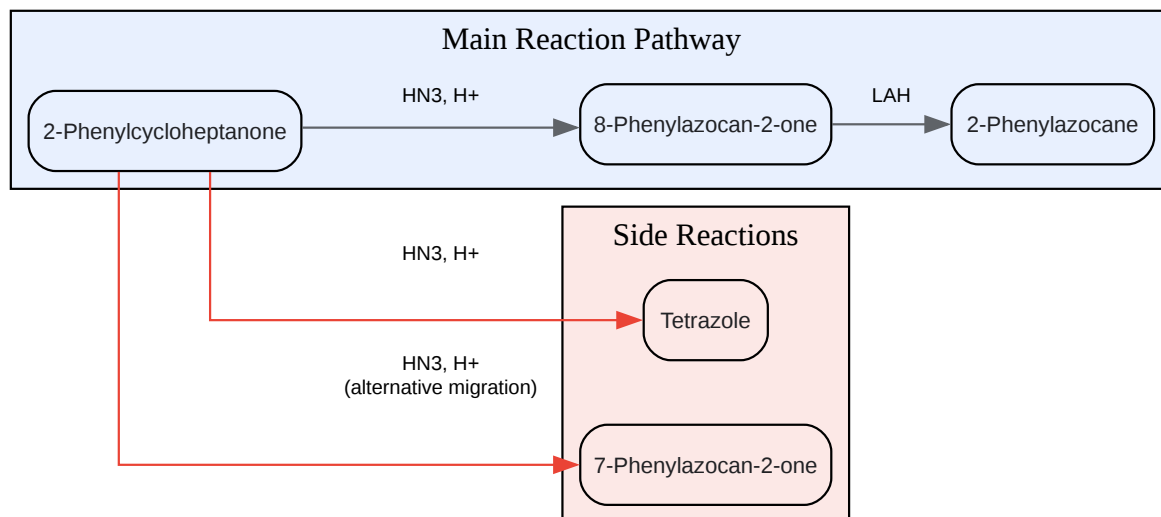 Main Reaction Pathway
HN3, H+
LAH
2-Phenylcycloheptanone
8-Phenylazocan-2-one
2-Phenylazocane
Side Reactions
HN3, H+
Tetrazole
HN3, H+
(alternative migration)
7-Phenylazocan-2-one